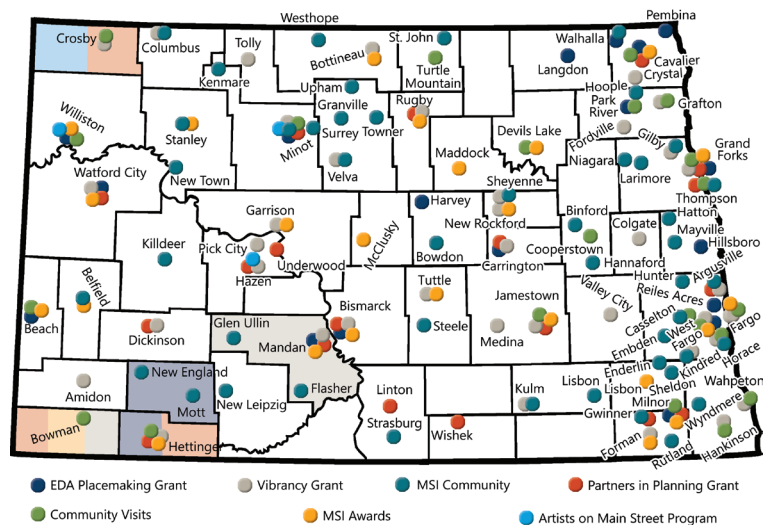 Westhope
Pembina
Crosby
Columbus
Tolly
Bottineau
St. John
Walhalla
Kenmare
Turtle
Mountain
Langdon
Cavalier
Crystal
Upham
Hoople
Granville
Rugby
Park
River
Grafton
Williston
Stanley
Surrey
Towner
Minot
Devils Lake
Fordville
Gilby
Grand
Forks
Velva
Maddock
Niagara
Larimore
Watford City
New Town
Sheyenne
Thompson
Harvey
Hatton
Garrison
New Rockford
Binford
Colgate
Mayville
Killdeer
Pick City
McClusky
Bowdon
Cooperstown
Hillsboro
Underwood
Carrington
Hannaford
Argusville
Hazen
Hunter
Belfield
Tuttle
Reiles Acres
Bismarck
Jamestown
Valley City
Casselton
Beach
Glen Ullin
Steele
West
Fargo
Fargo
Dickinson
Mandan
Medina
Embden
Horace
Enderlin
Kindred
New England
Flasher
Linton
Kulm
Lisbon
Lisbon
Sheldon
Wahpeton
Amidon
Mott
New Leipzig
Milnor
Gwinner
Wyndmere
Bowman
Strasburg
Wishek
Hettinger
Forman
Rutland
Hankinson
EDA Placemaking Grant
Vibrancy Grant
MSI Community
Partners in Planning Grant
Community Visits
MSI Awards
Artists on Main Street Program